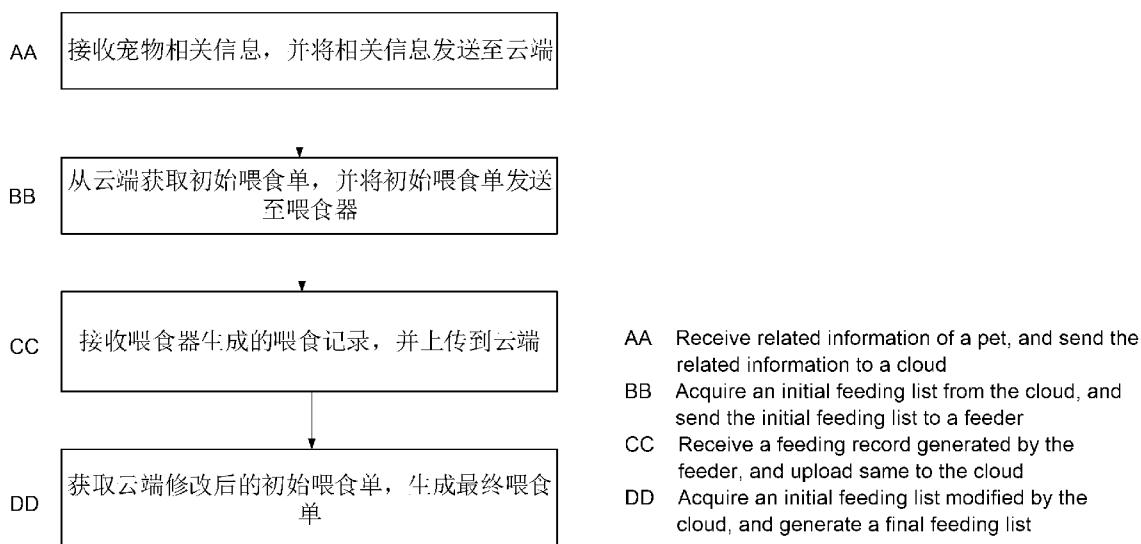 AA
接收宠物相关信息，并将相关信息发送至云端
BB
从云端获取初始喂食单，并将初始喂食单发送
至喂食器
CC
接收喂食器生成的喂食记录，并上传到云端
DD
获取云端修改后的初始喂食单，生成最终喂食
单
AA Receive related information of a pet, and send the
related information to a cloud
BB Acquire an initial feeding list from the cloud, and
send the initial feeding list to a feeder
CC Receive a feeding record generated by the
feeder, and upload same to the cloud
DD Acquire an initial feeding list modified by the
cloud, and generate a final feeding list